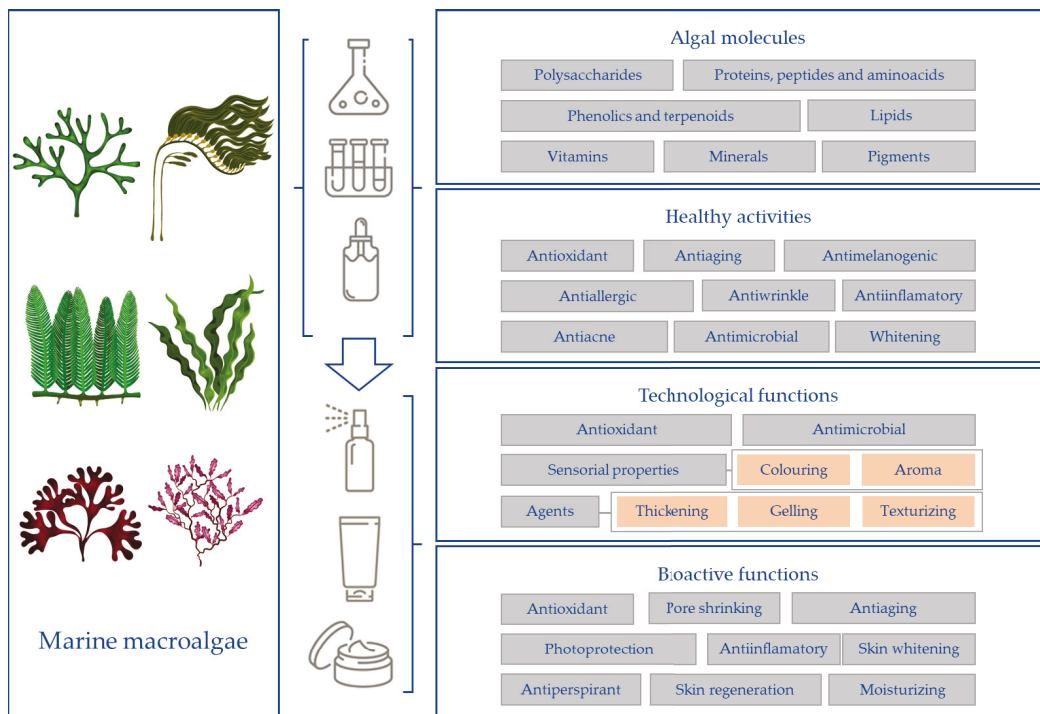 Marine macroalgae
Algal molecules
Polysaccharides
Proteins, peptides and aminoacids
Phenolics and terpenoids
Lipids
Vitamins
Minerals
Pigments
Healthy activities
Antioxidant
Antiaging
Antimelanogenic
Antiallergic
Antiwrinkle
Antiinflamatory
Antiacne
Antimicrobial
Whitening
Technological functions
Antioxidant
Antimicrobial
Sensorial properties
Colouring
Aroma
Agents
Thickening
Gelling
Texturizing
Bioactive functions
Antioxidant
Pore shrinking
Antiaging
Photoprotection
Antiinflamatory
Skin whitening
Antiperspirant
Skin regeneration
Moisturizing